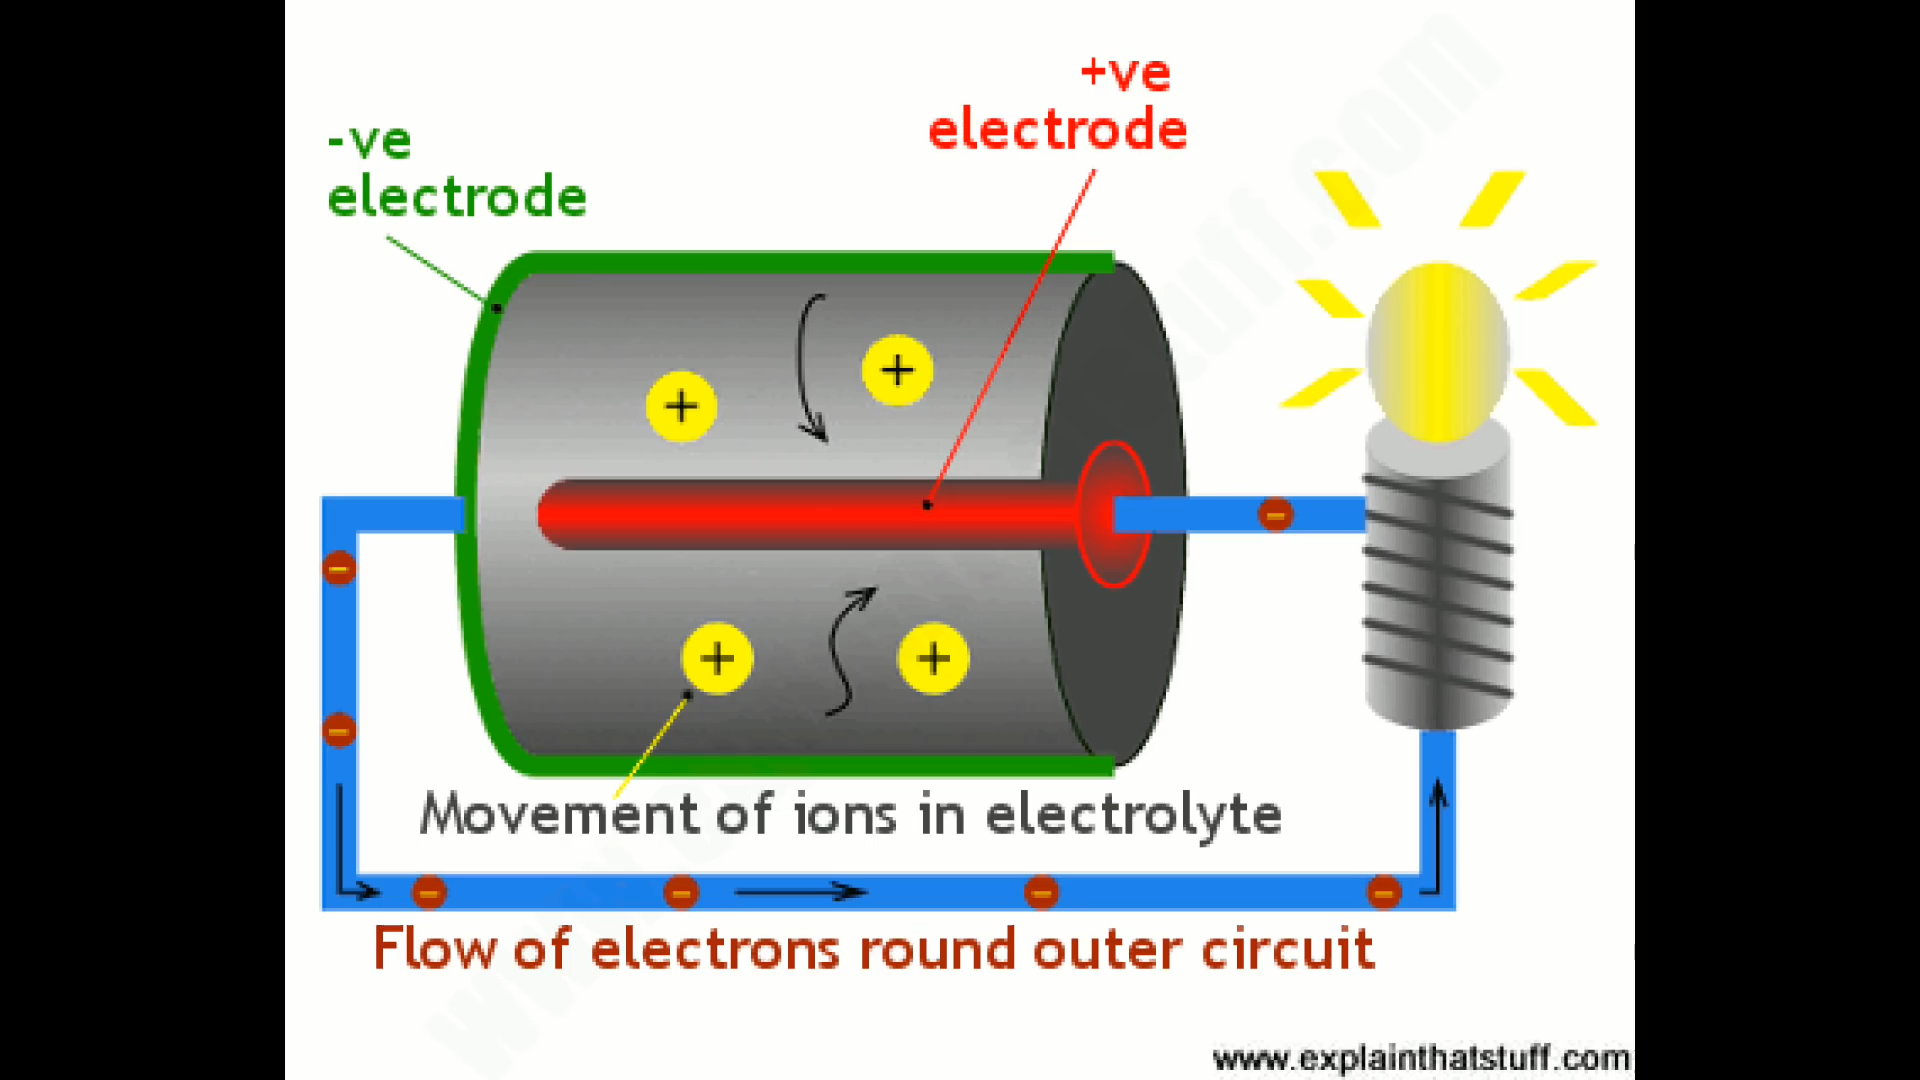 +ve
electrode
-ve
electrode
+
+
+
+
-
-
-
Movement of ions in electrolyte
-
-
-
-
Flow of electrons round outer circuit
www.explainthatstuff.com